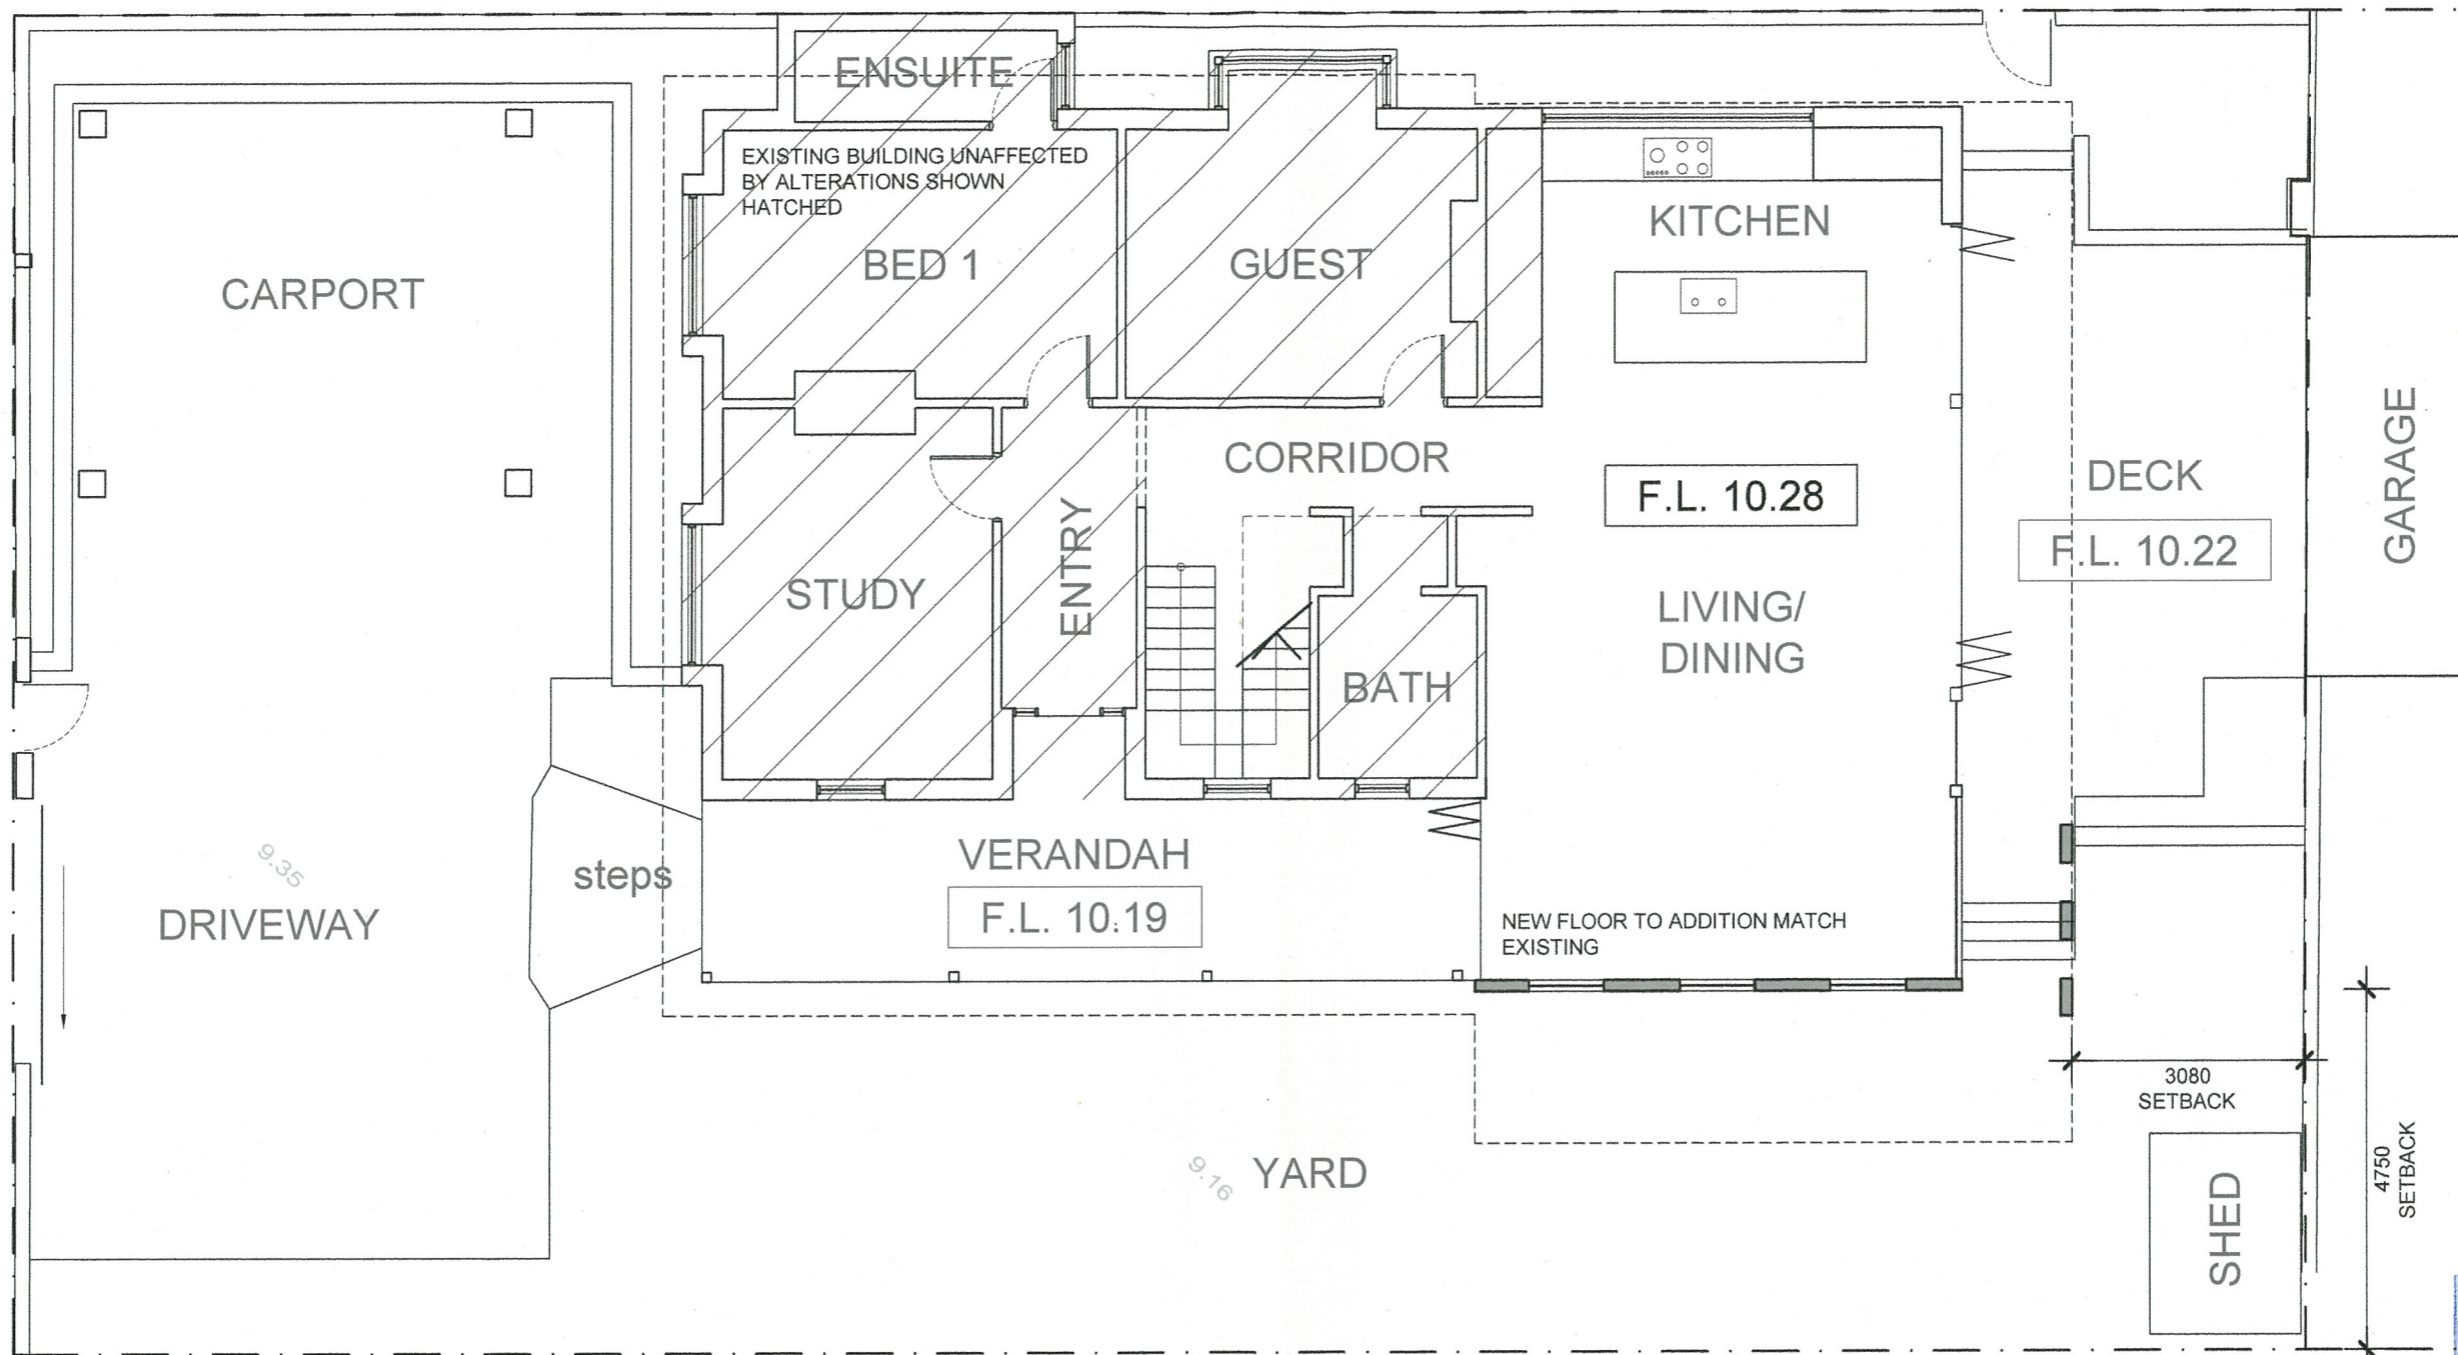 ENSUITE
EXISTING BUILDING UNAFFECTED
BY ALTERATIONS SHOWN
HATCHED
KITCHEN
CARPORT
BED 1
GUEST
CORRIDOR
F.L. 10.28
DECK
F.L. 10.22
GARAGE
STUDY
ENTRY
LIVING/
DINING
BATH
VERANDAH
F.L. 10.19
steps
9.35
DRIVEWAY
NEW FLOOR TO ADDITION MATCH
EXISTING
3080
SETBACK
4750
SETBACK
YARD
9.16
SHED